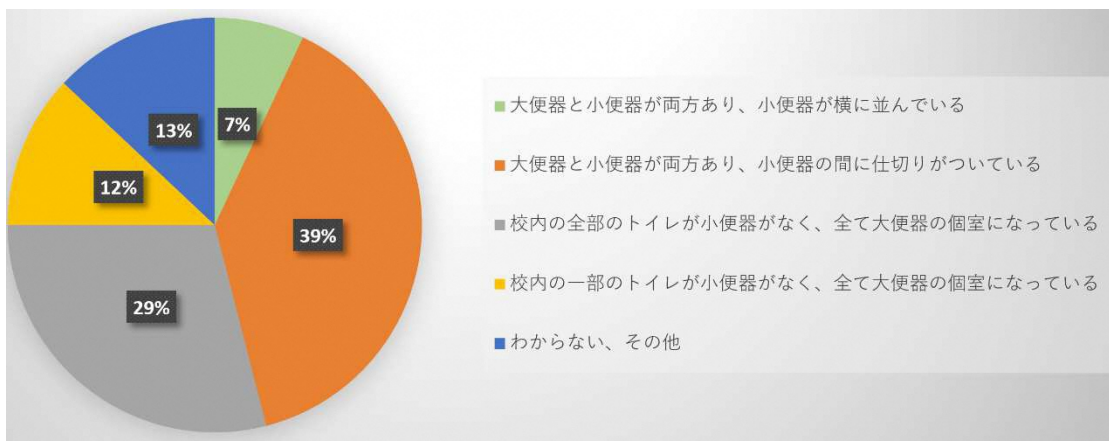 7%
39%
29%
12%
13%
大便器と小便器が両方あり、小便器が横に並んでいる
大便器と小便器が両方あり、小便器の間に仕切りがついている
校内の全部のトイレが小便器がなく、全て大便器の個室になっている
校内の一部のトイレが小便器がなく、全て大便器の個室になっている
わからない、その他